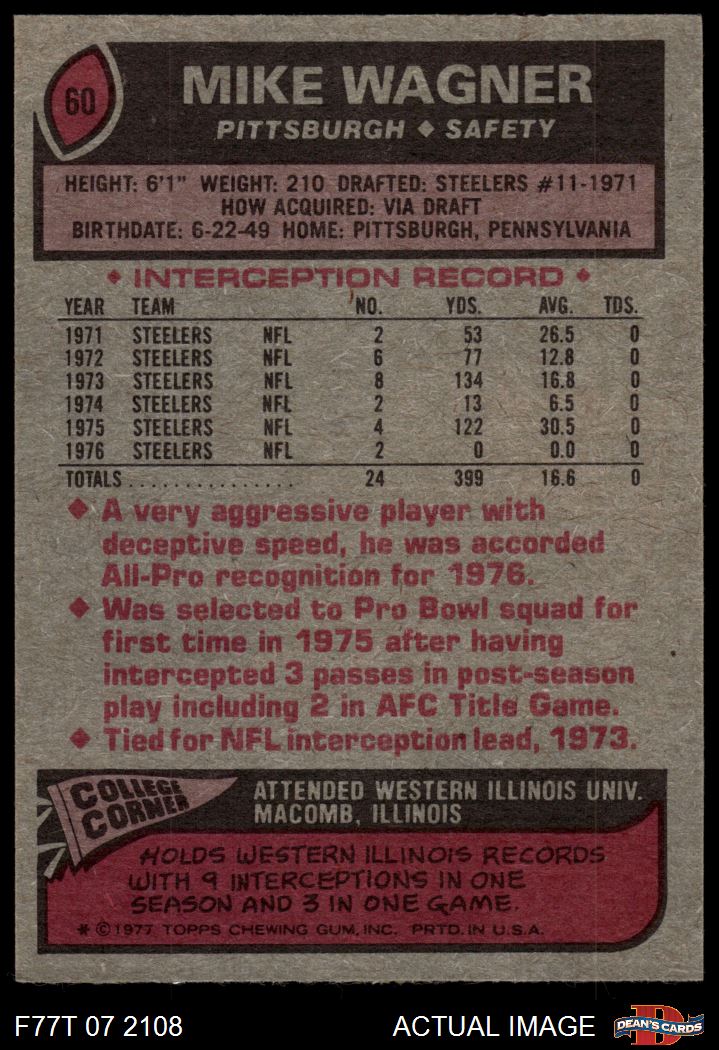 60
MIKE WAGNER
PITTSBURGH ◆ SAFETY
HEIGHT: 6'1" WEIGHT: 210 DRAFTED: STEELERS #11-1971
HOW ACQUIRED: VIA DRAFT
BIRTHDATE: 6-22-49 HOME: PITTSBURGH, PENNSYLVANIA
◆ INTERCEPTION RECORD ◆
YEAR TEAM NO. YDS. AVG. TDS.
1971 STEELERS NFL 2 53 26.5 0
1972 STEELERS NFL 6 77 12.8 0
1973 STEELERS NFL 8 134 16.8 0
1974 STEELERS NFL 2 13 6.5 0
1975 STEELERS NFL 4 122 30.5 0
1976 STEELERS NFL 2 0 0.0 0
TOTALS................ 24 399 16.6 0
◆ A very aggressive player with
deceptive speed, he was accorded
All-Pro recognition for 1976.
◆ Was selected to Pro Bowl squad for
first time in 1975 after having
intercepted 3 passes in post-season
play including 2 in AFC Title Game.
◆ Tied for NFL interception lead, 1973.
COLLEGE
CORNER
ATTENDED WESTERN ILLINOIS UNIV.
MACOMB, ILLINOIS
HOLDS WESTERN ILLINOIS RECORDS
WITH 9 INTERCEPTIONS IN ONE
SEASON AND 3 IN ONE GAME.
* © 1977 TOPPS CHEWING GUM, INC. PRTD. IN U.S.A.
F77T 07 2108 ACTUAL IMAGE
D
DEAN'S CARDS